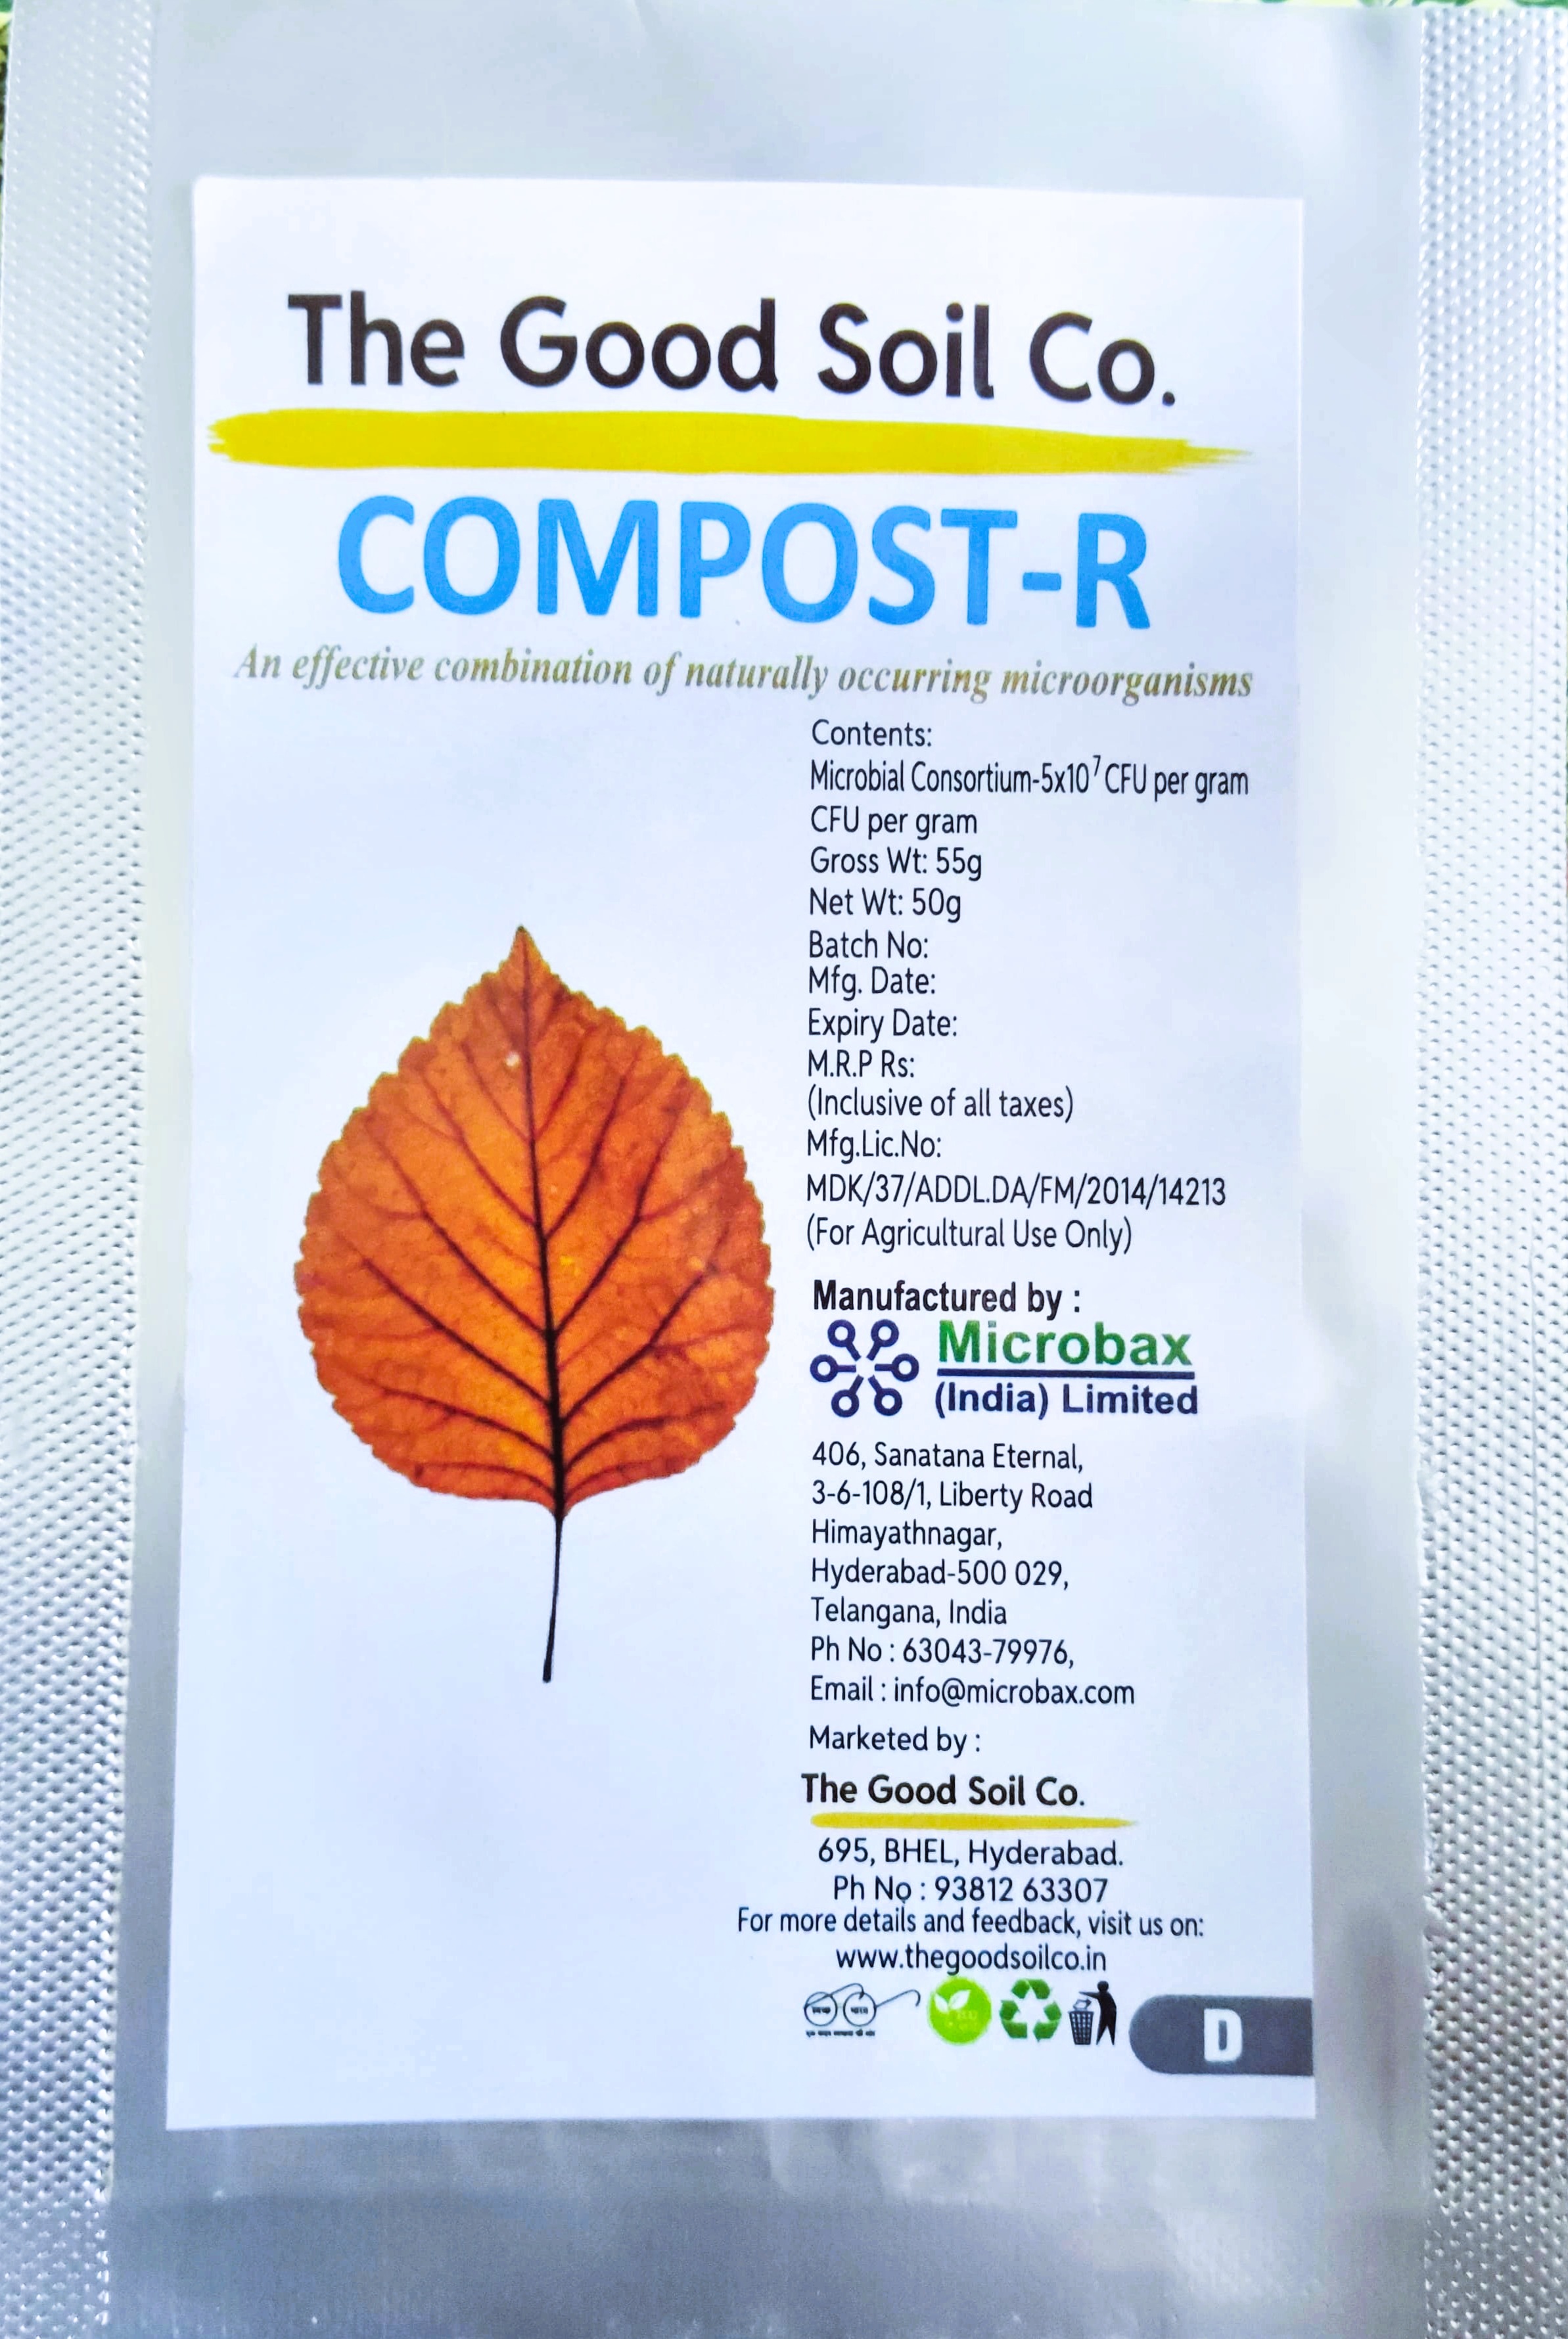 The Good Soil Co.
COMPOST-R
An effective combination of naturally occurring microorganisms
Contents:
Microbial Consortium-5x10⁷ CFU per gram
CFU per gram
Gross Wt: 55g
Net Wt: 50g
Batch No:
Mfg. Date:
Expiry Date:
M.R.P Rs:
(Inclusive of all taxes)
Mfg.Lic.No:
MDK/37/ADDL.DA/FM/2014/14213
(For Agricultural Use Only)
Manufactured by :
Microbax
(India) Limited
406, Sanatana Eternal,
3-6-108/1, Liberty Road
Himayathnagar,
Hyderabad-500 029,
Telangana, India
Ph No : 63043-79976,
Email : info@microbax.com
Marketed by :
The Good Soil Co.
695, BHEL, Hyderabad.
Ph No : 93812 63307
For more details and feedback, visit us on:
www.thegoodsoilco.in
D